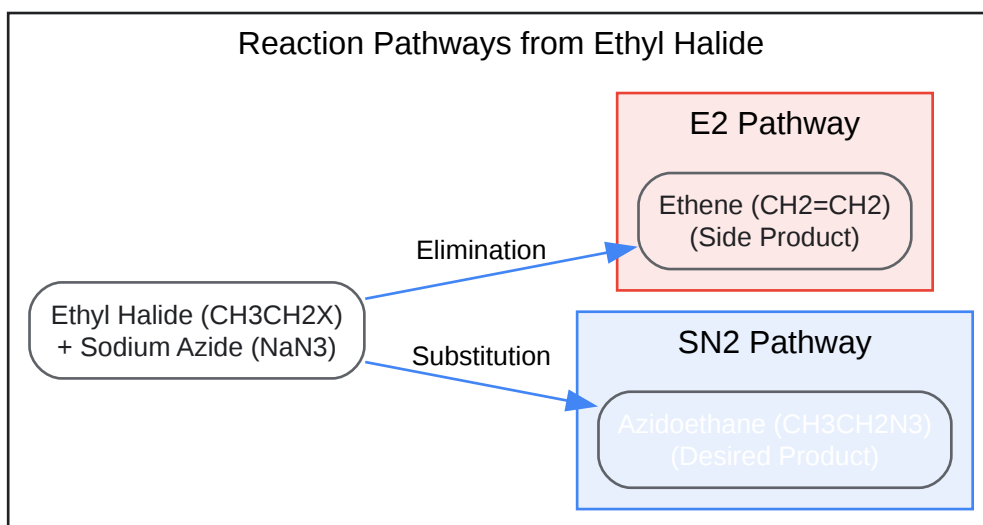 Reaction Pathways from Ethyl Halide
E2 Pathway
Ethene (CH2=CH2)
(Side Product)
Elimination
Ethyl Halide (CH3CH2X)
+ Sodium Azide (NaN3)
Substitution
SN2 Pathway
Azidoethane (CH3CH2N3)
(Desired Product)